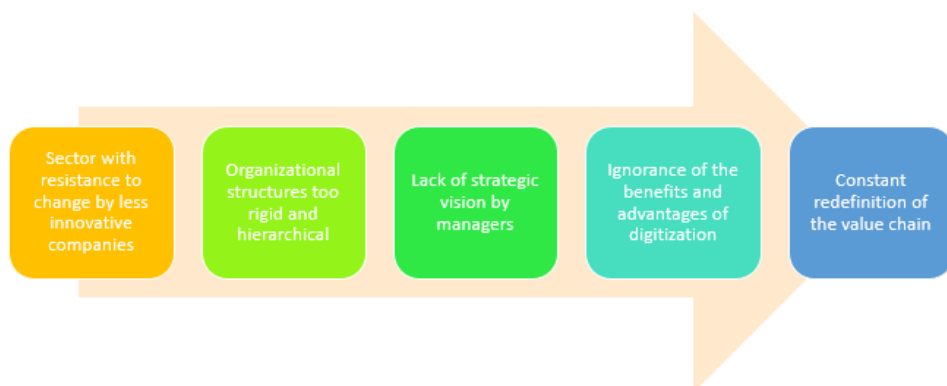 Sector with
resistance to
change by less
innovative
companies
Organizational
structures too
rigid and
hierarchical
Lack of strategic
vision by
managers
Ignorance of the
benefits and
advantages of
digitization
Constant
redefinition of
the value chain